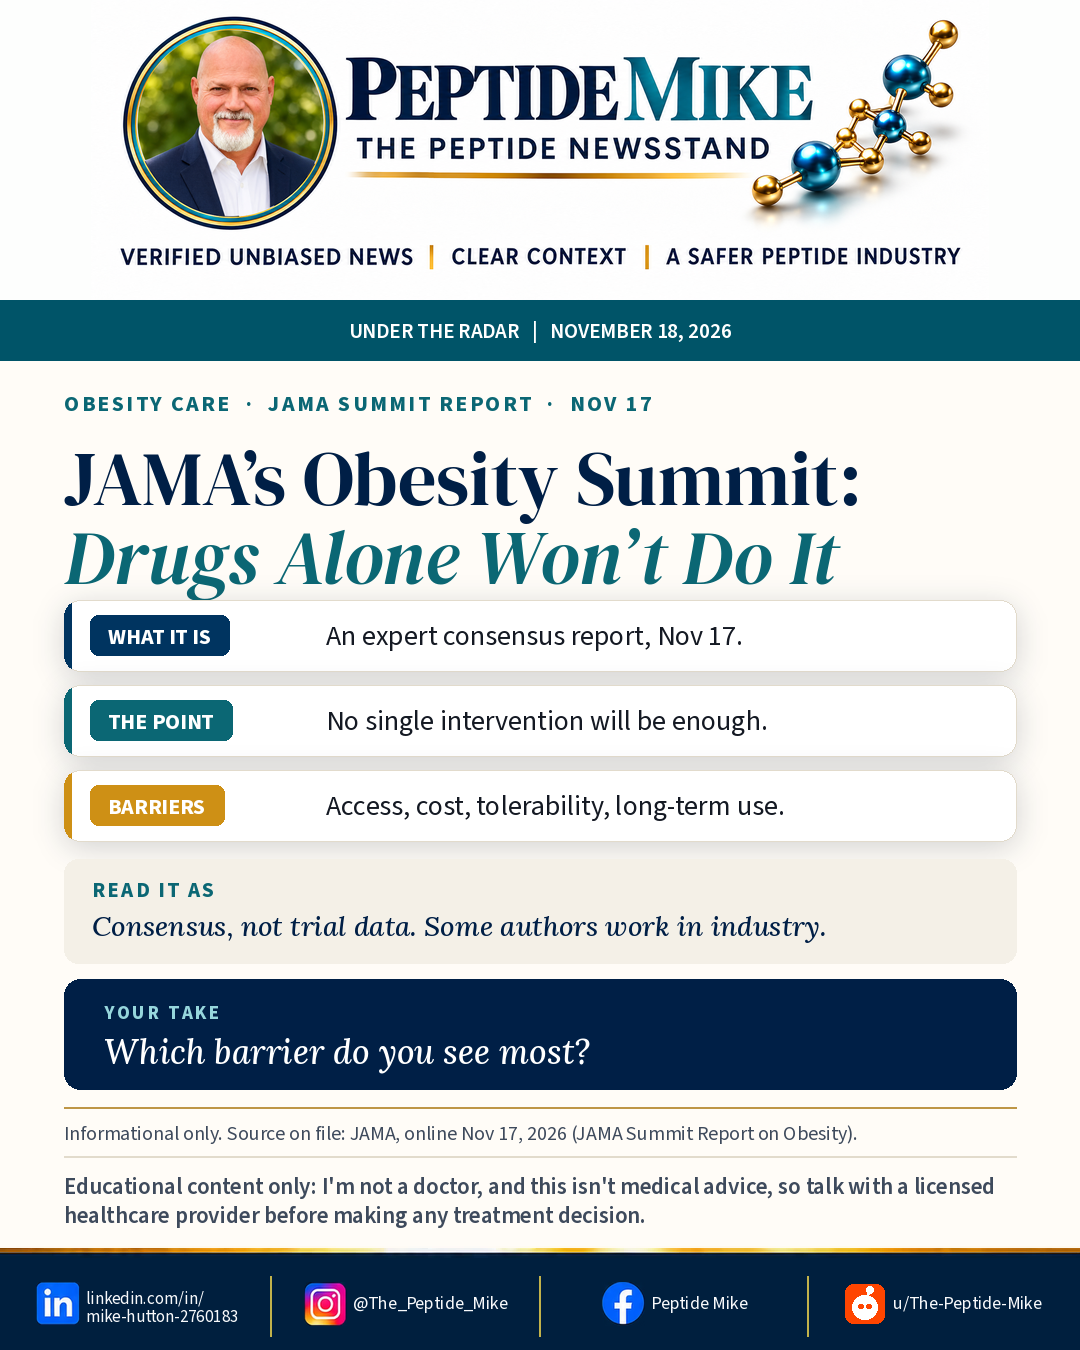 PEPTIDEMIKE
THE PEPTIDE NEWSSTAND
VERIFIED UNBIASED NEWS | CLEAR CONTEXT | A SAFER PEPTIDE INDUSTRY
UNDER THE RADAR | NOVEMBER 18, 2026
OBESITY CARE · JAMA SUMMIT REPORT · NOV 17
JAMA’s Obesity Summit:
Drugs Alone Won’t Do It
WHAT IT IS An expert consensus report, Nov 17.
THE POINT No single intervention will be enough.
BARRIERS Access, cost, tolerability, long-term use.
READ IT AS
Consensus, not trial data. Some authors work in industry.
YOUR TAKE
Which barrier do you see most?
Informational only. Source on file: JAMA, online Nov 17, 2026 (JAMA Summit Report on Obesity).
Educational content only: I'm not a doctor, and this isn't medical advice, so talk with a licensed
healthcare provider before making any treatment decision.
linkedin.com/in/
mike-hutton-2760183
@The_Peptide_Mike
Peptide Mike
u/The-Peptide-Mike